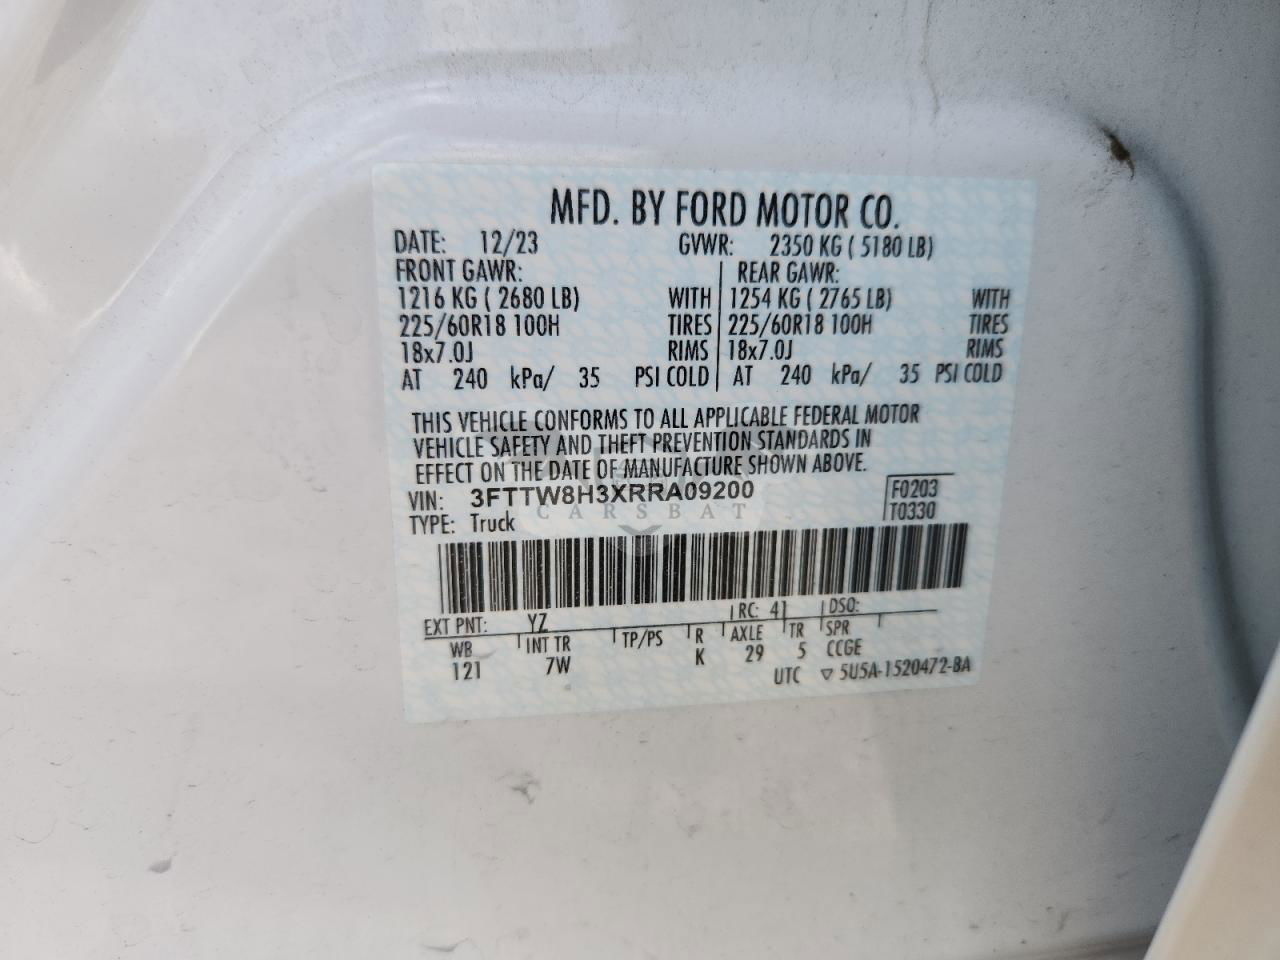 MFD. BY FORD MOTOR CO.
DATE: 12/23 GVWR: 2350 KG ( 5180 LB)
FRONT GAWR: REAR GAWR:
1216 KG ( 2680 LB) WITH 1254 KG ( 2765 LB) WITH
225/60R18 100H TIRES 225/60R18 100H TIRES
18x7.0J RIMS 18x7.0J RIMS
AT 240 kPa/ 35 PSI COLD AT 240 kPa/ 35 PSI COLD
THIS VEHICLE CONFORMS TO ALL APPLICABLE FEDERAL MOTOR
VEHICLE SAFETY AND THEFT PREVENTION STANDARDS IN
EFFECT ON THE DATE OF MANUFACTURE SHOWN ABOVE.
VIN: 3FTTW8H3XRRA09200 F0203
CARSBAT
TYPE: Truck T0330
EXT PNT: YZ RC: 41 DSO:
WB INT TR TP/PS R AXLE TR SPR
121 7W K 29 5 CCGE
UTC ▽ 5U5A-1520472-BA